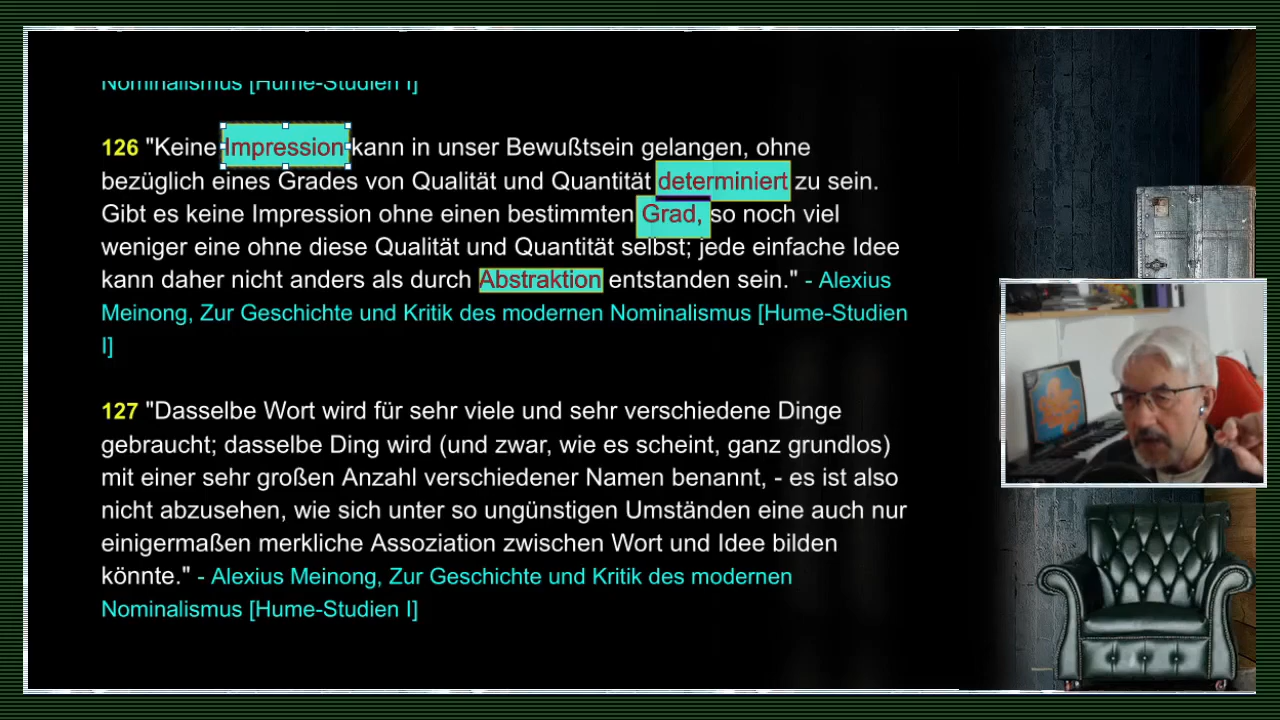 Nominalismus [Hume-Studien I]
126 "Keine Impression kann in unser Bewußtsein gelangen, ohne
bezüglich eines Grades von Qualität und Quantität determiniert zu sein.
Gibt es keine Impression ohne einen bestimmten Grad, so noch viel
weniger eine ohne diese Qualität und Quantität selbst; jede einfache Idee
kann daher nicht anders als durch Abstraktion entstanden sein." - Alexius
Meinong, Zur Geschichte und Kritik des modernen Nominalismus [Hume-Studien
I]
127 "Dasselbe Wort wird für sehr viele und sehr verschiedene Dinge
gebraucht; dasselbe Ding wird (und zwar, wie es scheint, ganz grundlos)
mit einer sehr großen Anzahl verschiedener Namen benannt, - es ist also
nicht abzusehen, wie sich unter so ungünstigen Umständen eine auch nur
einigermaßen merkliche Assoziation zwischen Wort und Idee bilden
könnte." - Alexius Meinong, Zur Geschichte und Kritik des modernen
Nominalismus [Hume-Studien I]